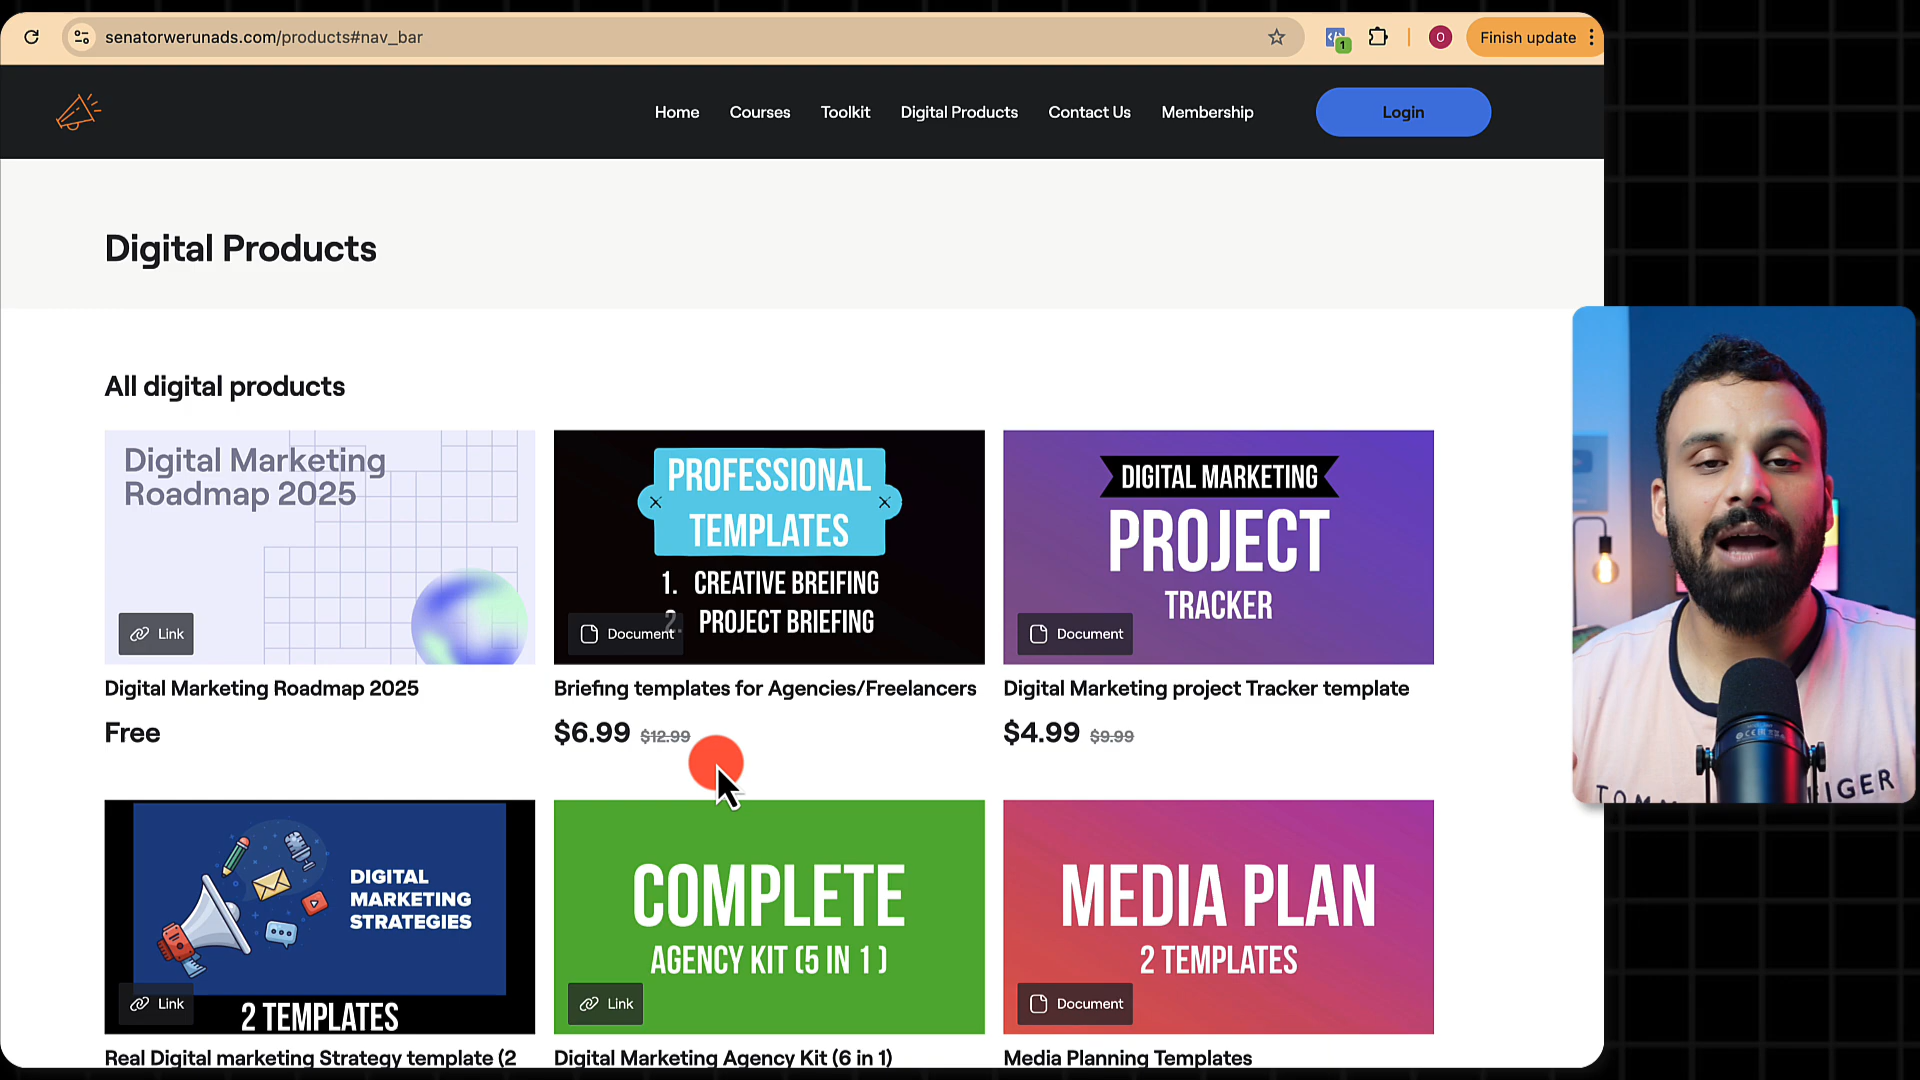 senatorwerunads.com/products#nav_bar
1
O
Finish update
Home Courses Toolkit Digital Products Contact Us Membership Login
Digital Products
All digital products
Digital Marketing
Roadmap 2025
Link
Digital Marketing Roadmap 2025
Free
PROFESSIONAL
TEMPLATES
1. CREATIVE BREIFING
2. PROJECT BRIEFING
Document
Briefing templates for Agencies/Freelancers
$6.99 $12.99
DIGITAL MARKETING
PROJECT
TRACKER
Document
Digital Marketing project Tracker template
$4.99 $9.99
DIGITAL
MARKETING
STRATEGIES
Link
2 TEMPLATES
Real Digital marketing Strategy template (2
COMPLETE
AGENCY KIT (5 IN 1 )
Link
Digital Marketing Agency Kit (6 in 1)
MEDIA PLAN
2 TEMPLATES
Document
Media Planning Templates